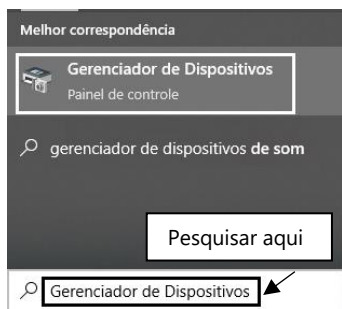 Melhor correspondência
Gerenciador de Dispositivos
Painel de controle
gerenciador de dispositivos de som
Pesquisar aqui
Gerenciador de Dispositivos